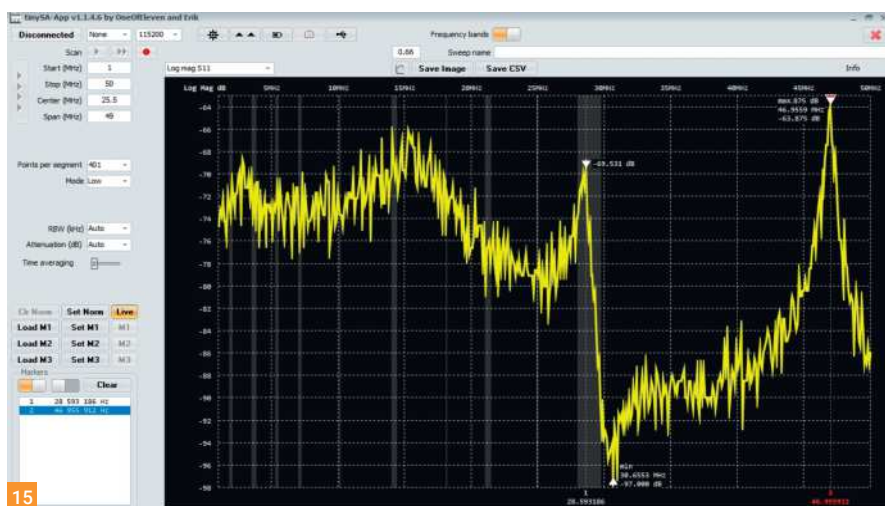 tinySA-App v1.1.4.6 by OneOfEleven and Erik
Disconnected None 115200 Frequency bands
Scan 0.66 Sweep name
Start (MHz) 1 Log mag S11 Save Image Save CSV Info
Stop (MHz) 50
Center (MHz) 25.5
Span (MHz) 49
Points per segment 401
Mode Low
RBW (kHz) Auto
Attenuation (dB) Auto
Time averaging
Clr Norm Set Norm Live
Load M1 Set M1 M1
Load M2 Set M2 M2
Load M3 Set M3 M3
Markers
Clear
1 28 593 186 Hz
2 46 955 912 Hz
Log Mag dB 5MHz 10MHz 15MHz 20MHz 25MHz 30MHz 35MHz 40MHz 45MHz 50MHz
-64
-66
-68
-70
-72
-74
-76
-78
-80
-82
-84
-86
-88
-90
-92
-94
-96
-98
46.9559 MHz
-63.875 dB
-69.531 dB
min
30.6553 MHz
-97.000 dB
1
28.593186
2
46.955912
15